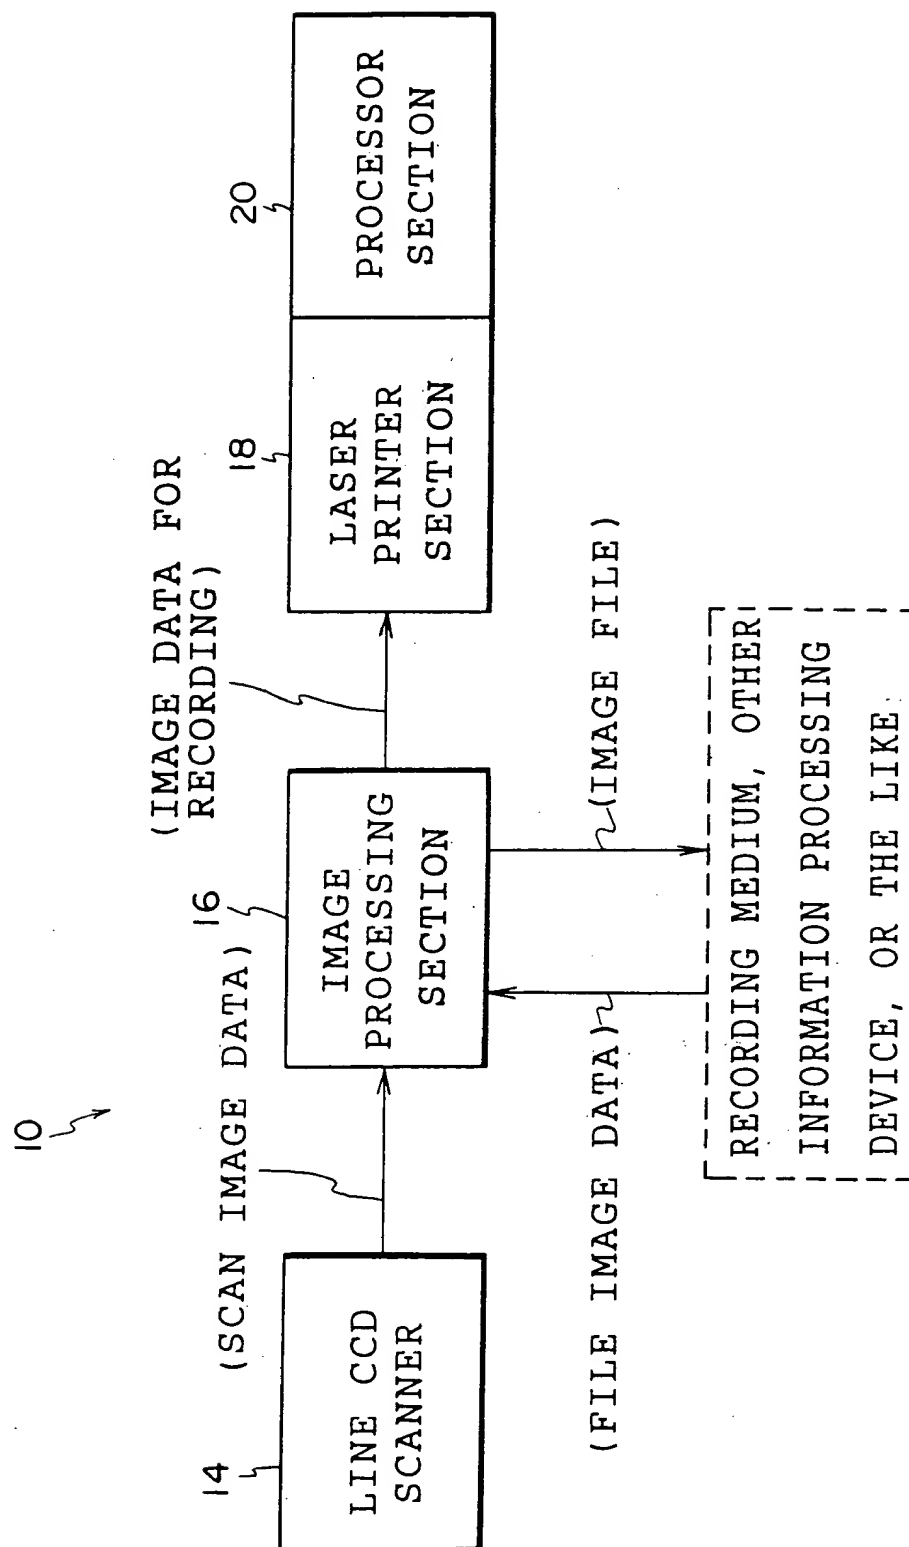 10
14
LINE CCD
SCANNER
(SCAN IMAGE DATA)
16
IMAGE
PROCESSING
SECTION
(IMAGE DATA FOR
RECORDING)
18
LASER
PRINTER
SECTION
20
PROCESSOR
SECTION
(FILE IMAGE DATA)
(IMAGE FILE)
RECORDING MEDIUM, OTHER
INFORMATION PROCESSING
DEVICE, OR THE LIKE